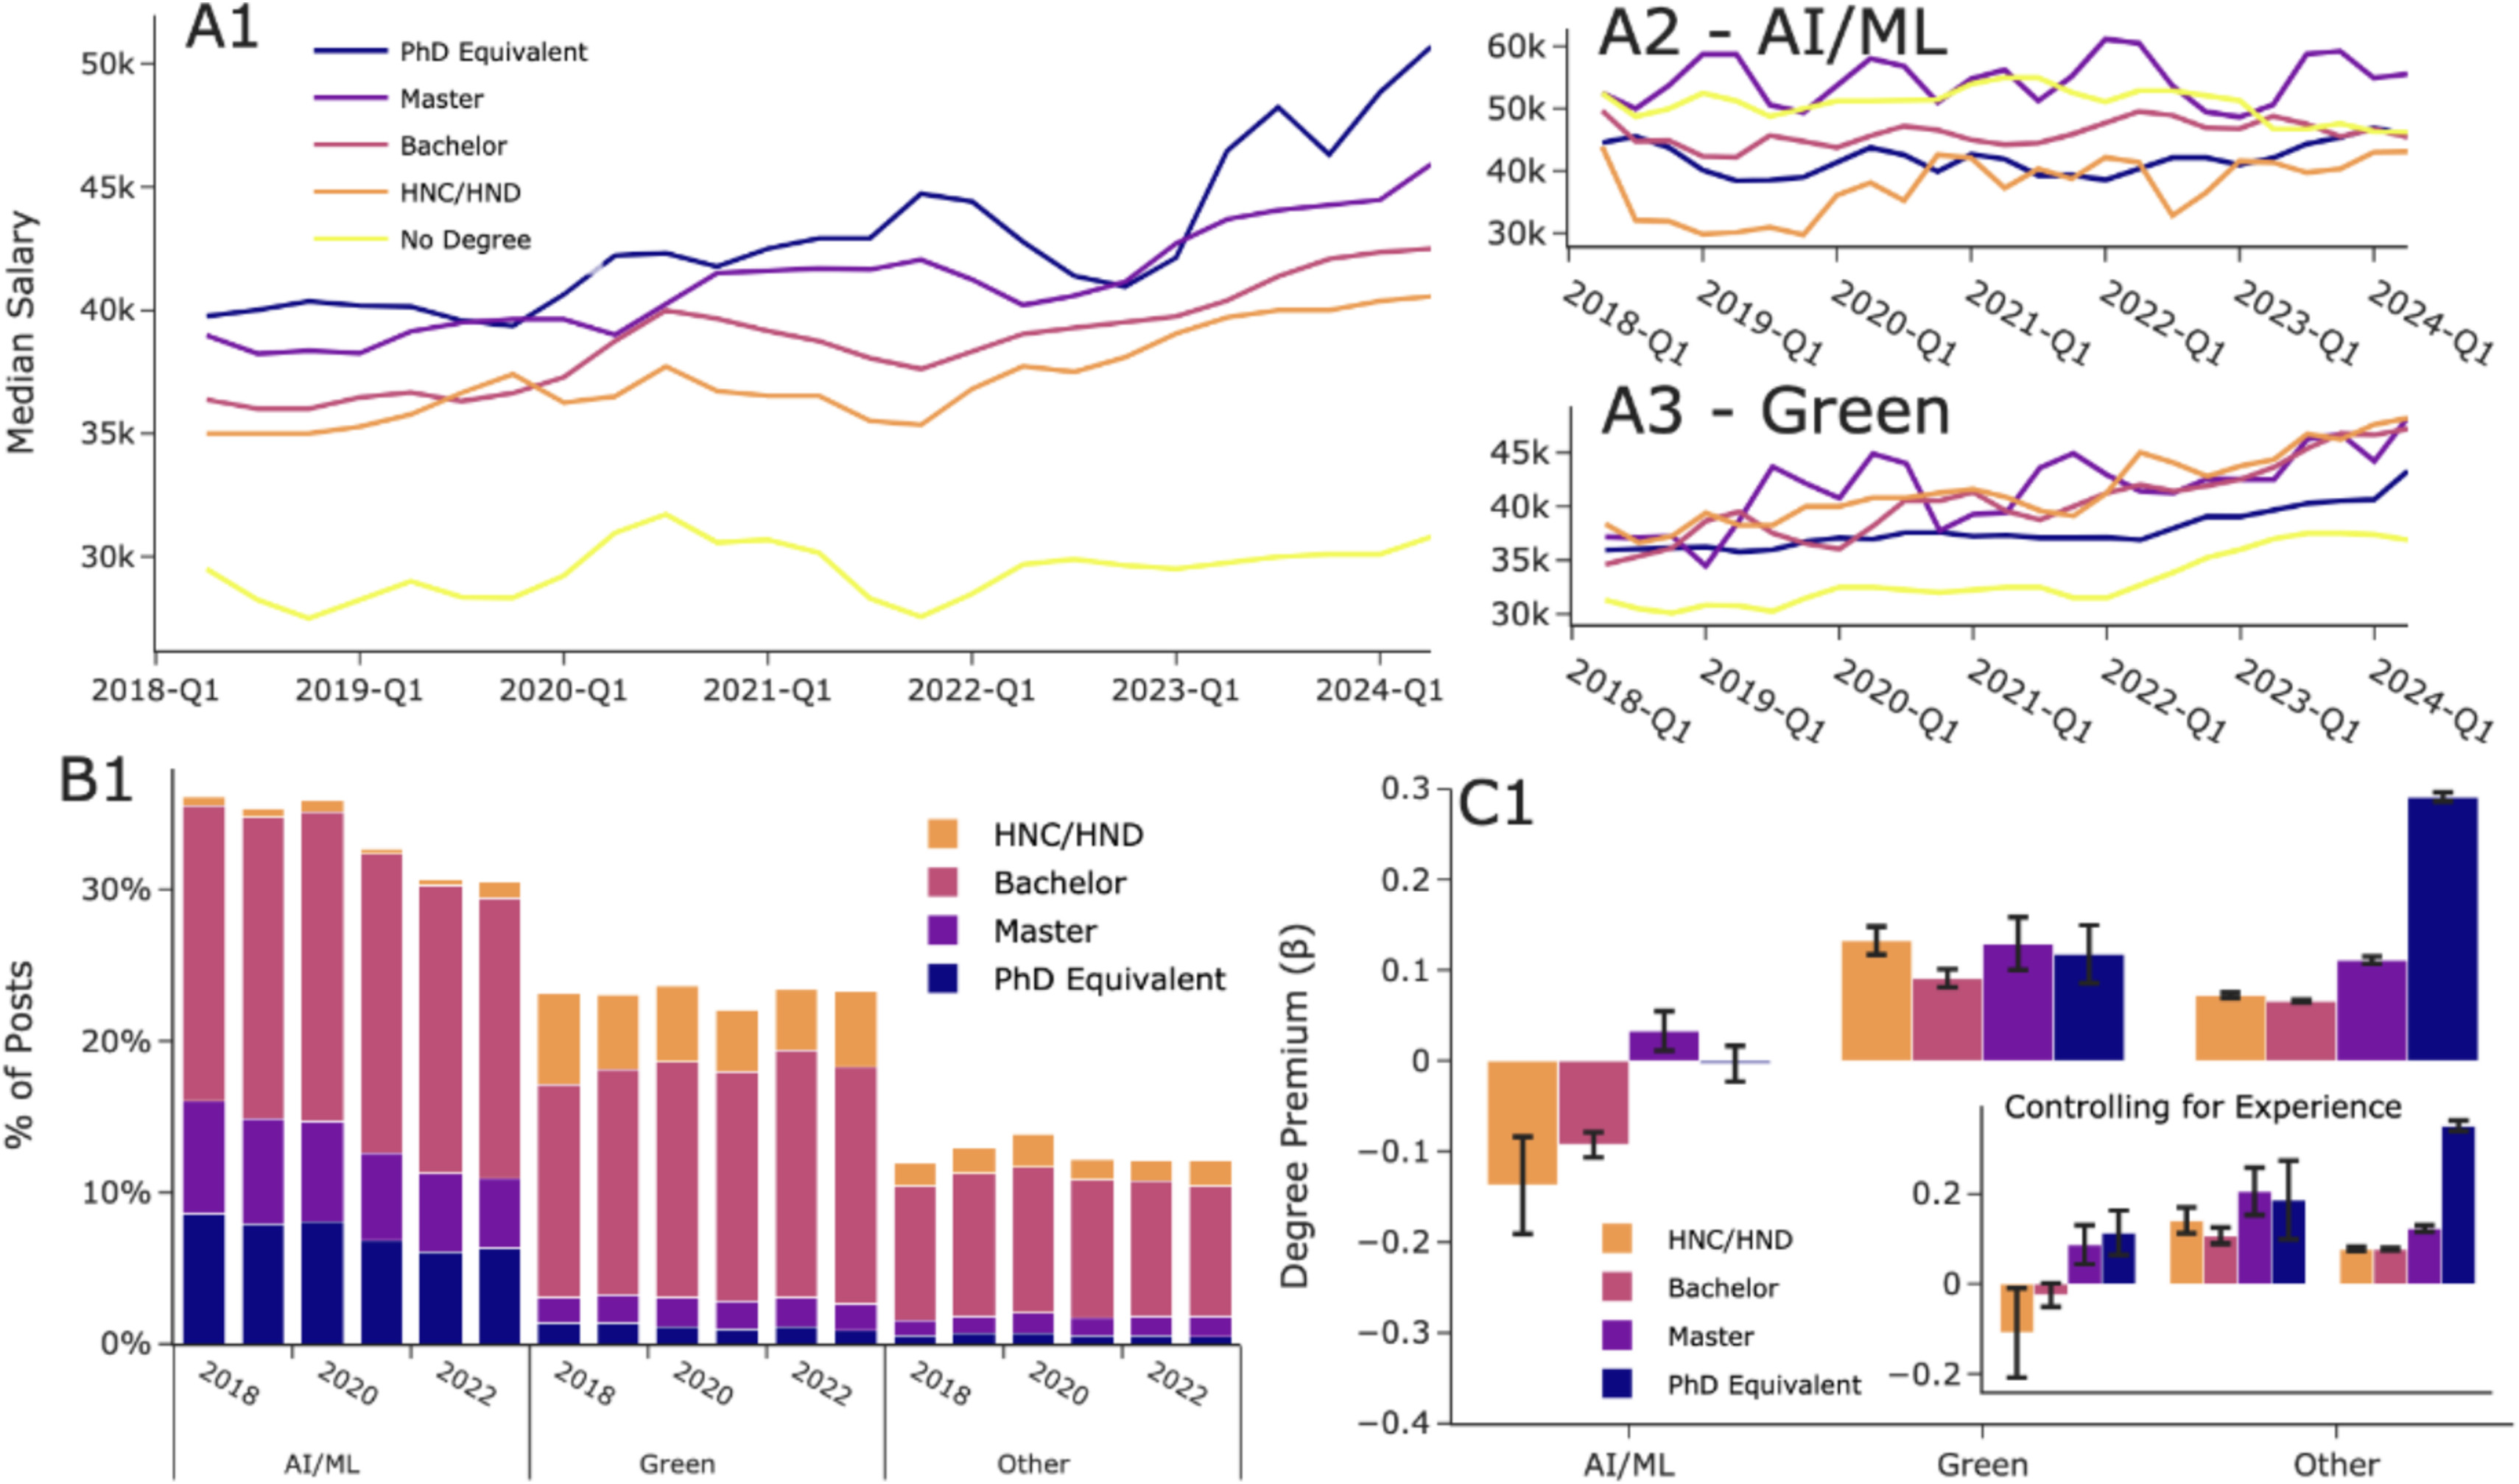 A1
PhD Equivalent
Master
Bachelor
HNC/HND
No Degree
Median Salary
50k
45k
40k
35k
30k
2018-Q1 2019-Q1 2020-Q1 2021-Q1 2022-Q1 2023-Q1 2024-Q1
A2 - AI/ML
60k
50k
40k
30k
2018-Q1 2019-Q1 2020-Q1 2021-Q1 2022-Q1 2023-Q1 2024-Q1
A3 - Green
45k
40k
35k
30k
2018-Q1 2019-Q1 2020-Q1 2021-Q1 2022-Q1 2023-Q1 2024-Q1
B1
HNC/HND
Bachelor
Master
PhD Equivalent
% of Posts
30%
20%
10%
0%
2018 2020 2022 2018 2020 2022 2018 2020 2022
AI/ML Green Other
C1
Degree Premium (β)
0.3
0.2
0.1
0
−0.1
−0.2
−0.3
−0.4
HNC/HND
Bachelor
Master
PhD Equivalent
Controlling for Experience
0.2
0
−0.2
AI/ML Green Other